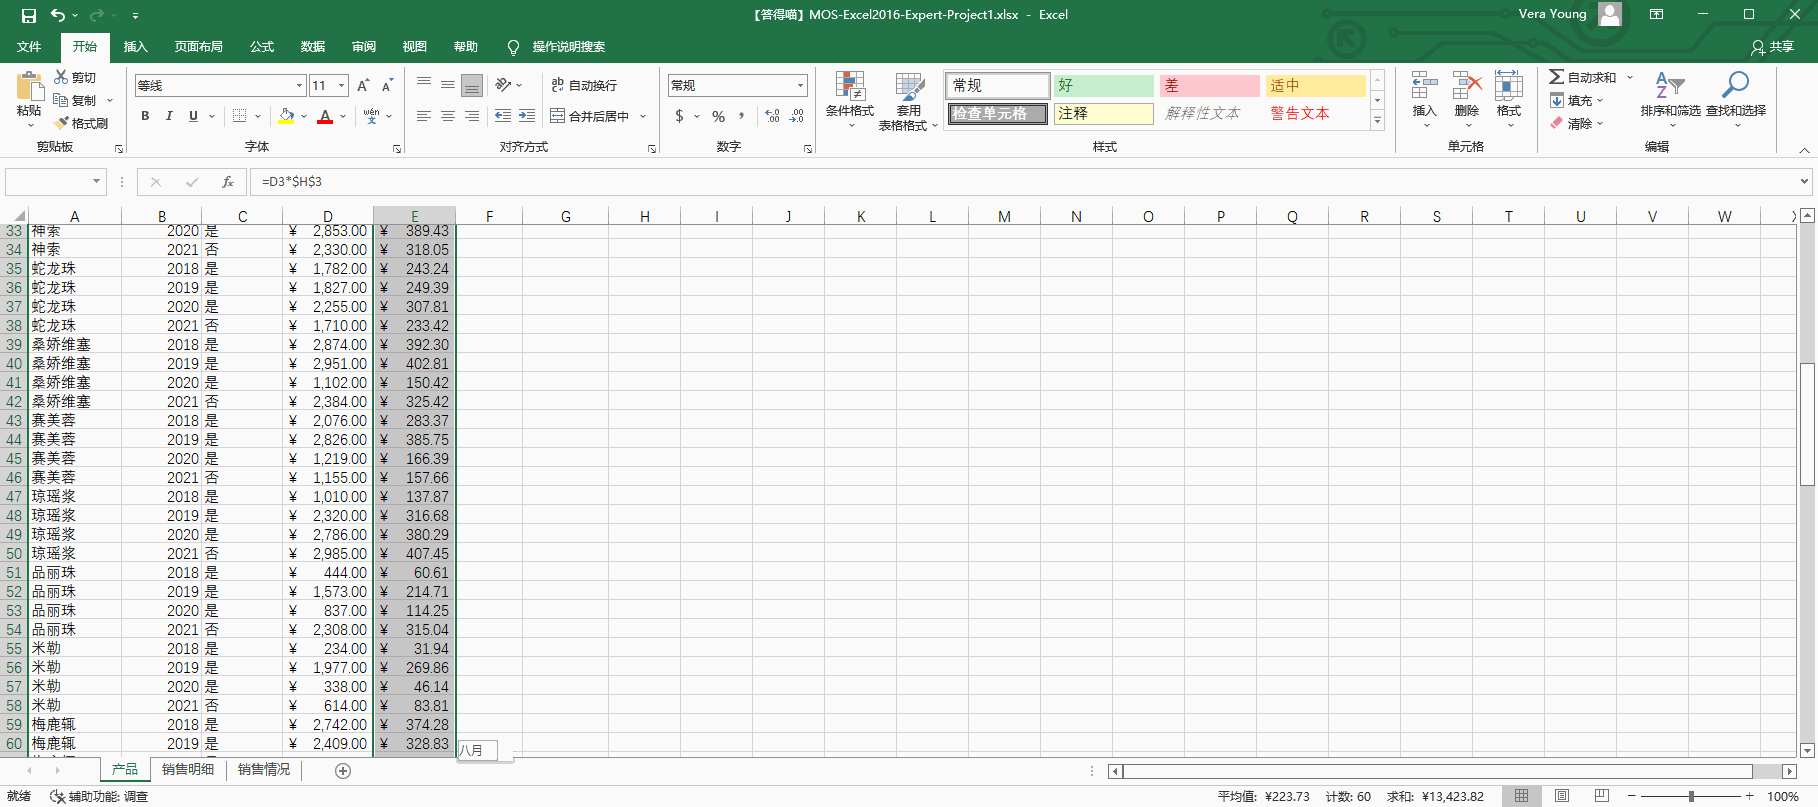 【答得喵】MOS-Excel2016-Expert-Project1.xlsx - Excel
Vera Young
文件 开始 插入 页面布局 公式 数据 审阅 视图 帮助 操作说明搜索 共享
粘贴
剪切
复制
格式刷
剪贴板
等线 11
B I U
wén
字体
ab 自动换行
合并后居中
对齐方式
常规
$ % ,
数字
条件格式
套用
表格格式
常规 好 差 适中
检查单元格 注释 解释性文本 警告文本
样式
插入 删除 格式
单元格
自动求和
填充
清除
排序和筛选 查找和选择
编辑
fx =D3*$H$3
A B C D E F G H I J K L M N O P Q R S T U V W
33 神索 2020 是 ¥ 2,853.00 ¥ 389.43
34 神索 2021 否 ¥ 2,330.00 ¥ 318.05
35 蛇龙珠 2018 是 ¥ 1,782.00 ¥ 243.24
36 蛇龙珠 2019 是 ¥ 1,827.00 ¥ 249.39
37 蛇龙珠 2020 是 ¥ 2,255.00 ¥ 307.81
38 蛇龙珠 2021 否 ¥ 1,710.00 ¥ 233.42
39 桑娇维塞 2018 是 ¥ 2,874.00 ¥ 392.30
40 桑娇维塞 2019 是 ¥ 2,951.00 ¥ 402.81
41 桑娇维塞 2020 是 ¥ 1,102.00 ¥ 150.42
42 桑娇维塞 2021 否 ¥ 2,384.00 ¥ 325.42
43 赛美蓉 2018 是 ¥ 2,076.00 ¥ 283.37
44 赛美蓉 2019 是 ¥ 2,826.00 ¥ 385.75
45 赛美蓉 2020 是 ¥ 1,219.00 ¥ 166.39
46 赛美蓉 2021 否 ¥ 1,155.00 ¥ 157.66
47 琼瑶浆 2018 是 ¥ 1,010.00 ¥ 137.87
48 琼瑶浆 2019 是 ¥ 2,320.00 ¥ 316.68
49 琼瑶浆 2020 是 ¥ 2,786.00 ¥ 380.29
50 琼瑶浆 2021 否 ¥ 2,985.00 ¥ 407.45
51 品丽珠 2018 是 ¥ 444.00 ¥ 60.61
52 品丽珠 2019 是 ¥ 1,573.00 ¥ 214.71
53 品丽珠 2020 是 ¥ 837.00 ¥ 114.25
54 品丽珠 2021 否 ¥ 2,308.00 ¥ 315.04
55 米勒 2018 是 ¥ 234.00 ¥ 31.94
56 米勒 2019 是 ¥ 1,977.00 ¥ 269.86
57 米勒 2020 是 ¥ 338.00 ¥ 46.14
58 米勒 2021 否 ¥ 614.00 ¥ 83.81
59 梅鹿辄 2018 是 ¥ 2,742.00 ¥ 374.28
60 梅鹿辄 2019 是 ¥ 2,409.00 ¥ 328.83
八月
产品 销售明细 销售情况
就绪 辅助功能: 调查 平均值: ¥223.73 计数: 60 求和: ¥13,423.82 100%